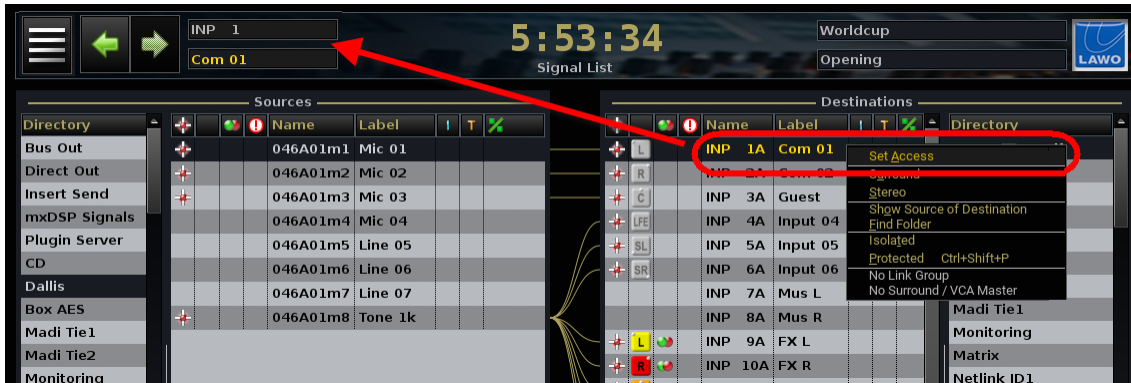 INP 1
Com 01
5:53:34
Signal List
Worldcup
Opening
LAWO
Sources
Directory
Bus Out
Direct Out
Insert Send
mxDSP Signals
Plugin Server
CD
Dallis
Box AES
Madi Tie1
Madi Tie2
Monitoring
Name Label I T
046A01m1 Mic 01
046A01m2 Mic 02
046A01m3 Mic 03
046A01m4 Mic 04
046A01m5 Line 05
046A01m6 Line 06
046A01m7 Line 07
046A01m8 Tone 1k
Destinations
Name Label I T
L INP 1A Com 01
R INP 2A Com 02
C INP 3A Guest
LFE INP 4A Input 04
SL INP 5A Input 05
SR INP 6A Input 06
INP 7A Mus L
INP 8A Mus R
L INP 9A FX L
R INP 10A FX R
Set Access
Surround
Stereo
Show Source of Destination
Find Folder
Isolated
Protected Ctrl+Shift+P
No Link Group
No Surround / VCA Master
Directory
Madi Tie1
Monitoring
Matrix
Netlink ID1